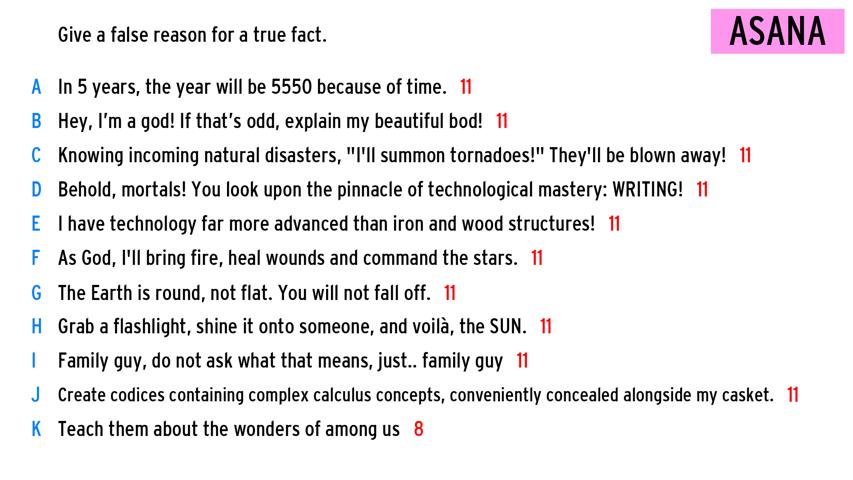 Give a false reason for a true fact.
ASANA
A In 5 years, the year will be 5550 because of time. 11
B Hey, I'm a god! If that's odd, explain my beautiful bod! 11
C Knowing incoming natural disasters, "I'll summon tornadoes!" They'll be blown away! 11
D Behold, mortals! You look upon the pinnacle of technological mastery: WRITING! 11
E I have technology far more advanced than iron and wood structures! 11
F As God, I'll bring fire, heal wounds and command the stars. 11
G The Earth is round, not flat. You will not fall off. 11
H Grab a flashlight, shine it onto someone, and voilà, the SUN. 11
I Family guy, do not ask what that means, just.. family guy 11
J Create codices containing complex calculus concepts, conveniently concealed alongside my casket. 11
K Teach them about the wonders of among us 8